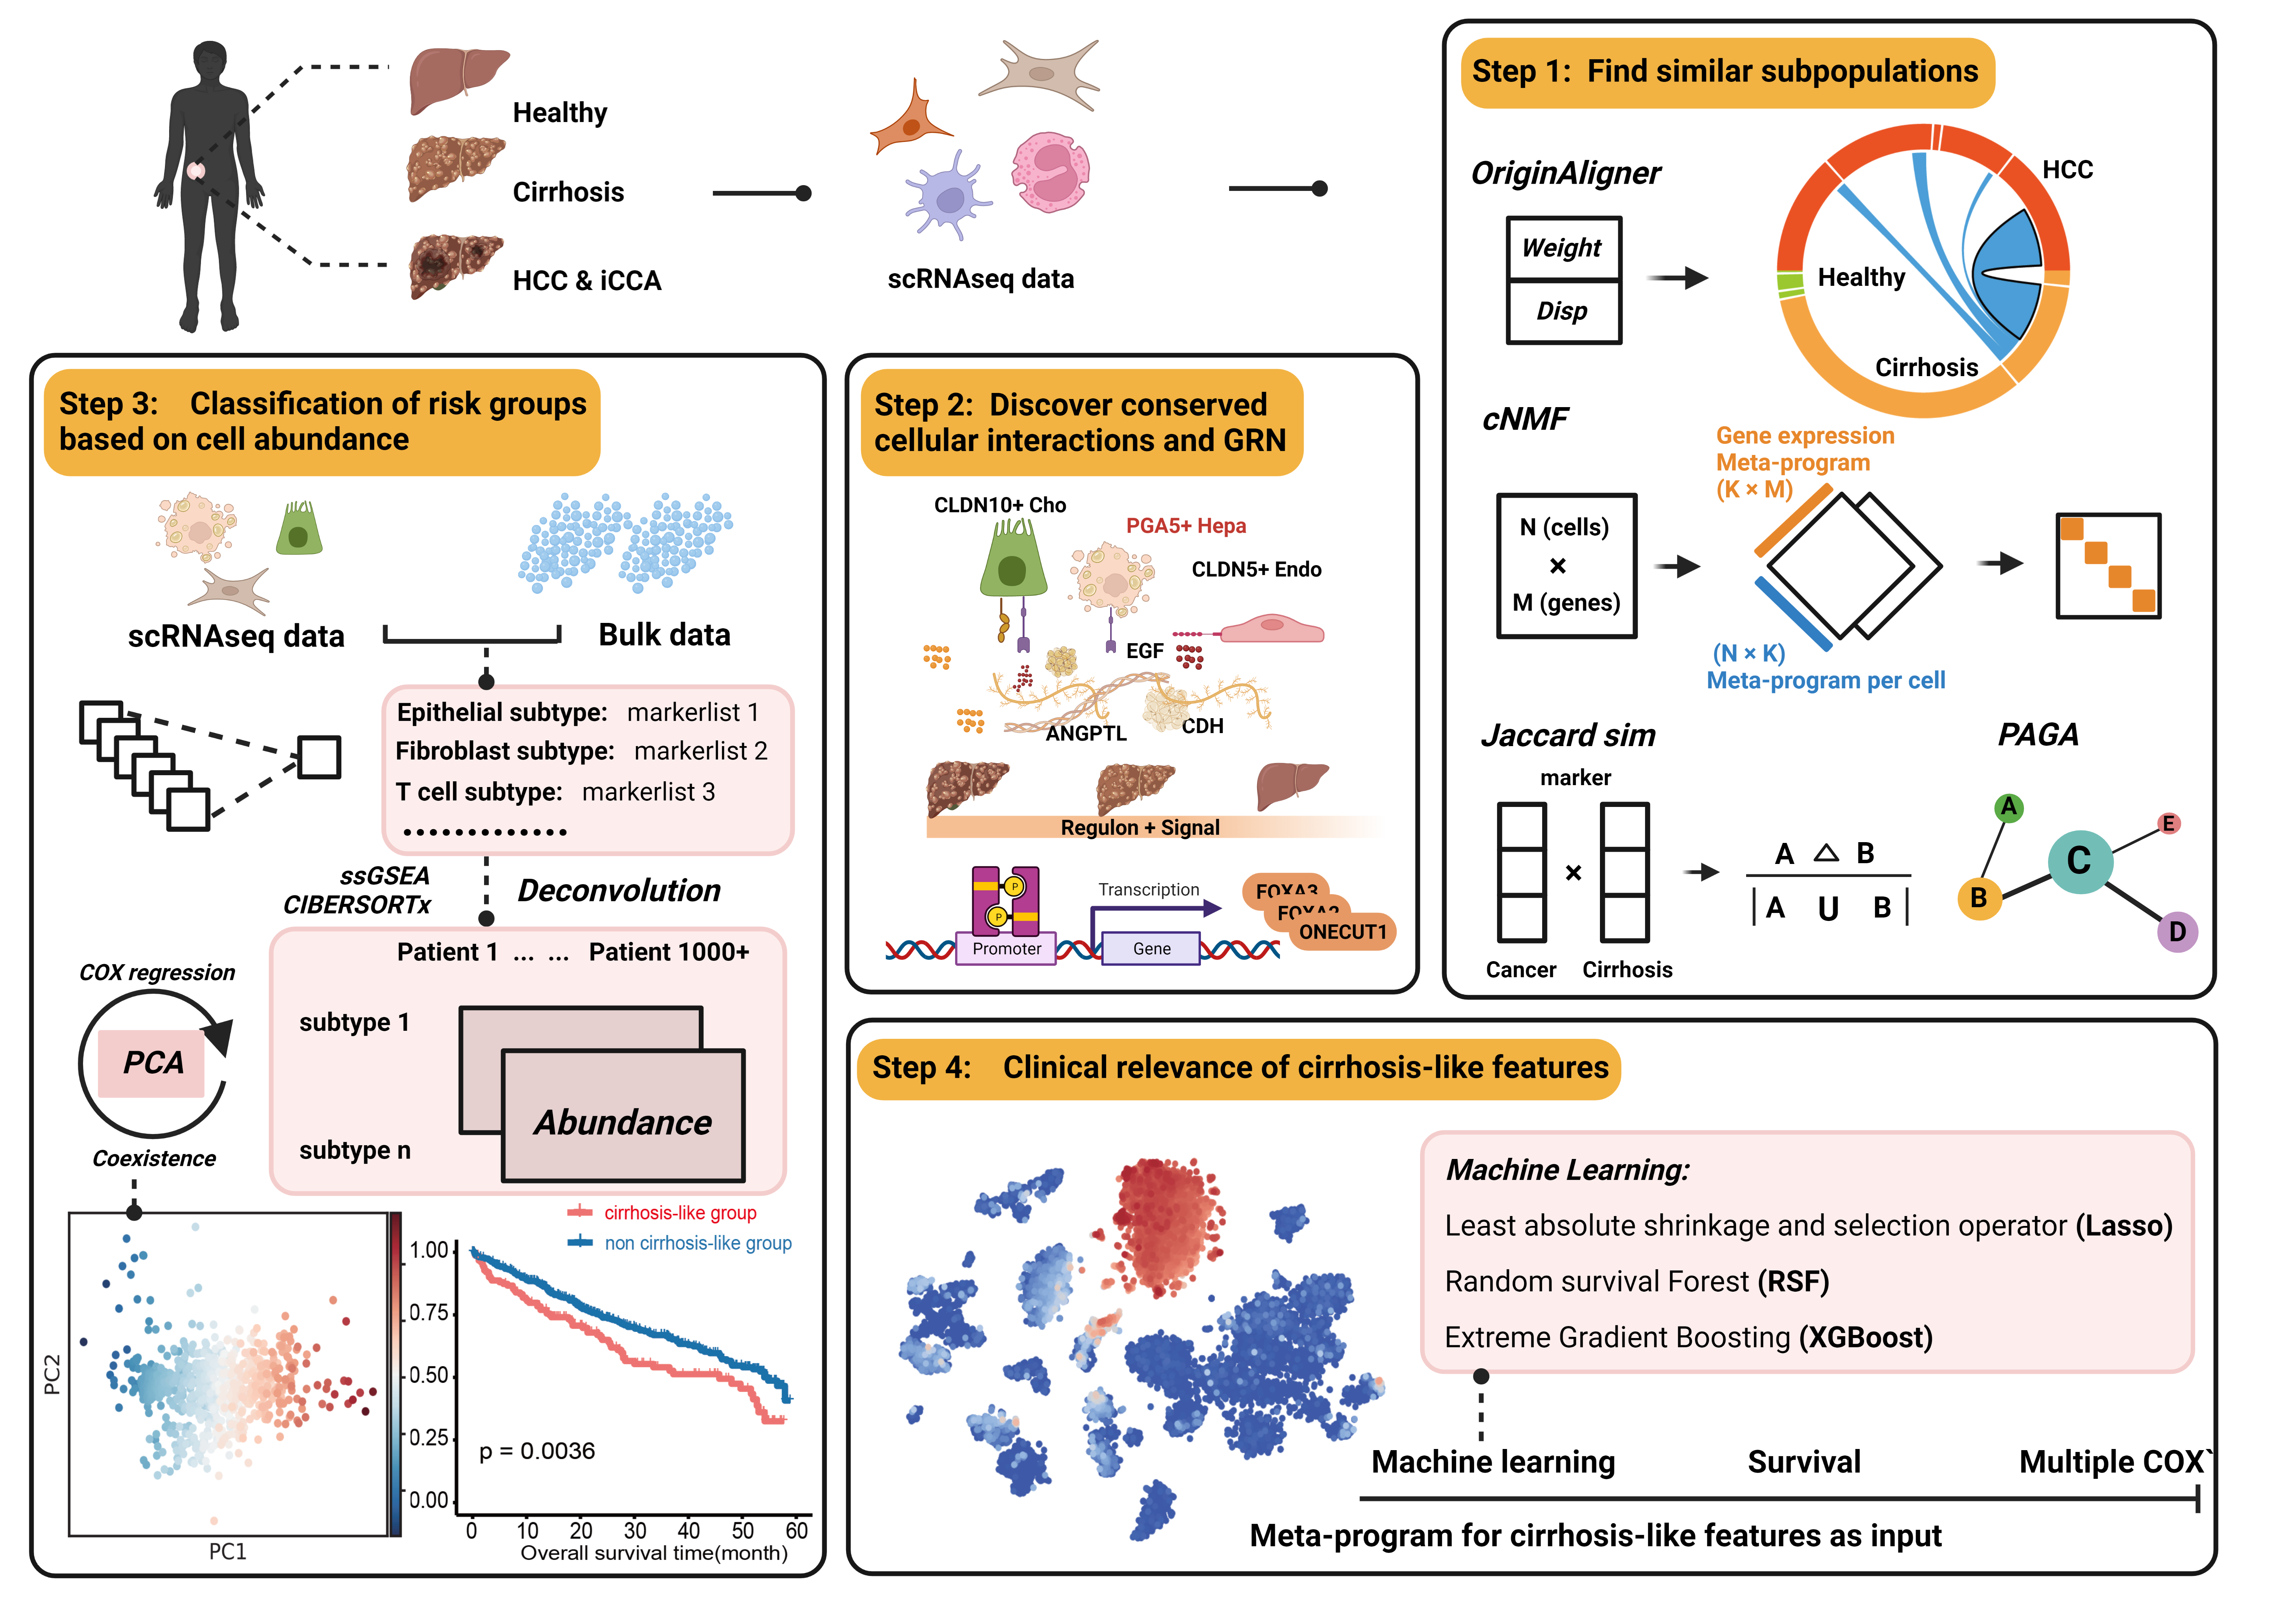 Healthy
Cirrhosis
HCC & iCCA
scRNAseq data
Step 1: Find similar subpopulations
OriginAligner
Weight
Disp
HCC
Healthy
Cirrhosis
cNMF
N (cells)
×
M (genes)
Gene expression
Meta-program
(K × M)
(N × K)
Meta-program per cell
Jaccard sim
marker
×
Cancer
Cirrhosis
A △ B
|A U B|
PAGA
A
B
C
D
E
Step 2: Discover conserved
cellular interactions and GRN
CLDN10+ Cho
PGA5+ Hepa
CLDN5+ Endo
EGF
ANGPTL
CDH
Regulon + Signal
P
P
Transcription
Promoter
Gene
FOXA3
FOXA2
ONECUT1
Step 3: Classification of risk groups
based on cell abundance
scRNAseq data
Bulk data
Epithelial subtype: markerlist 1
Fibroblast subtype: markerlist 2
T cell subtype: markerlist 3
.............
ssGSEA
CIBERSORTx
Deconvolution
Patient 1 ... ... Patient 1000+
subtype 1
subtype n
Abundance
COX regression
PCA
Coexistence
PC2
PC1
cirrhosis-like group
non cirrhosis-like group
1.00
0.75
0.50
0.25
0.00
p = 0.0036
0 10 20 30 40 50 60
Overall survival time(month)
Step 4: Clinical relevance of cirrhosis-like features
Machine Learning:
Least absolute shrinkage and selection operator (Lasso)
Random survival Forest (RSF)
Extreme Gradient Boosting (XGBoost)
Machine learning
Survival
Multiple COX`
Meta-program for cirrhosis-like features as input